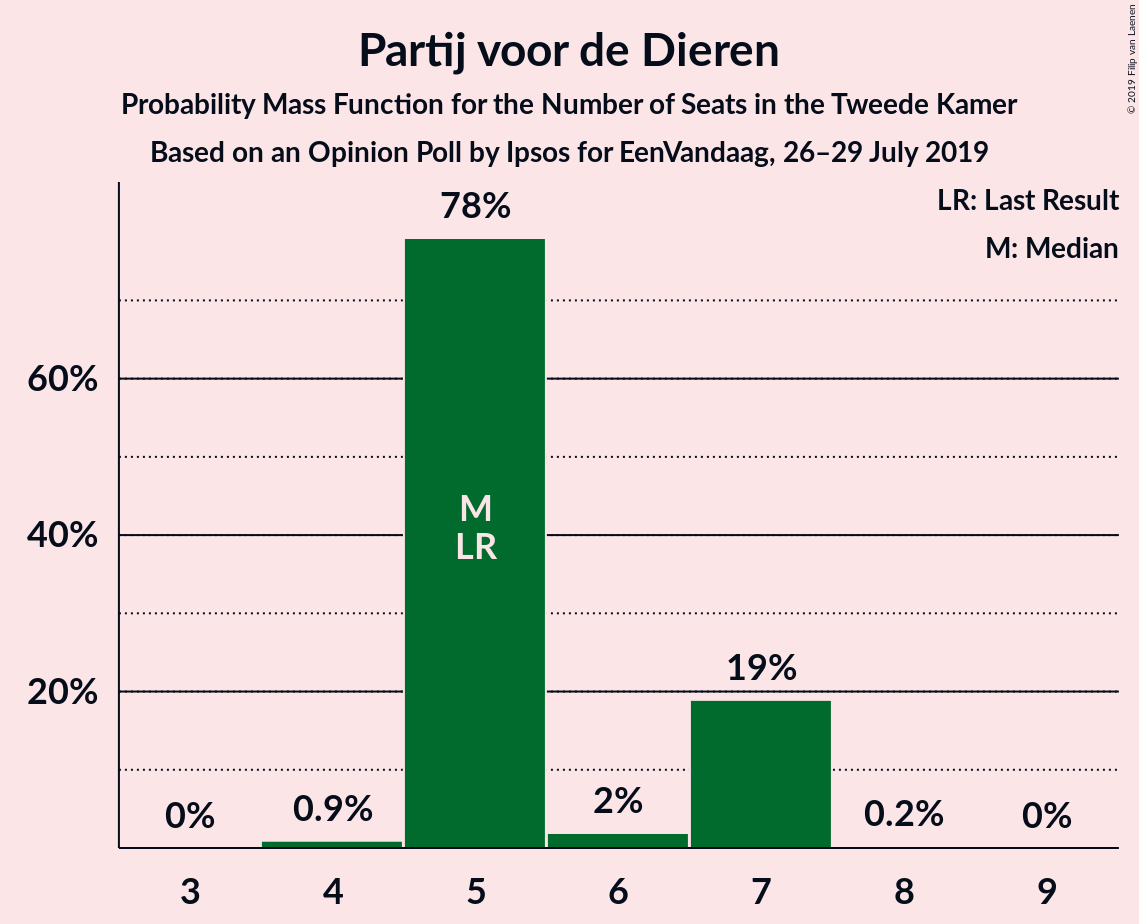 Partij voor de Dieren
Probability Mass Function for the Number of Seats in the Tweede Kamer
Based on an Opinion Poll by Ipsos for EenVandaag, 26–29 July 2019
© 2019 Filip van Laenen
LR: Last Result
M: Median
78%
60%
40%
20%
M
LR
0%
0.9%
2%
19%
0.2%
0%
3 4 5 6 7 8 9